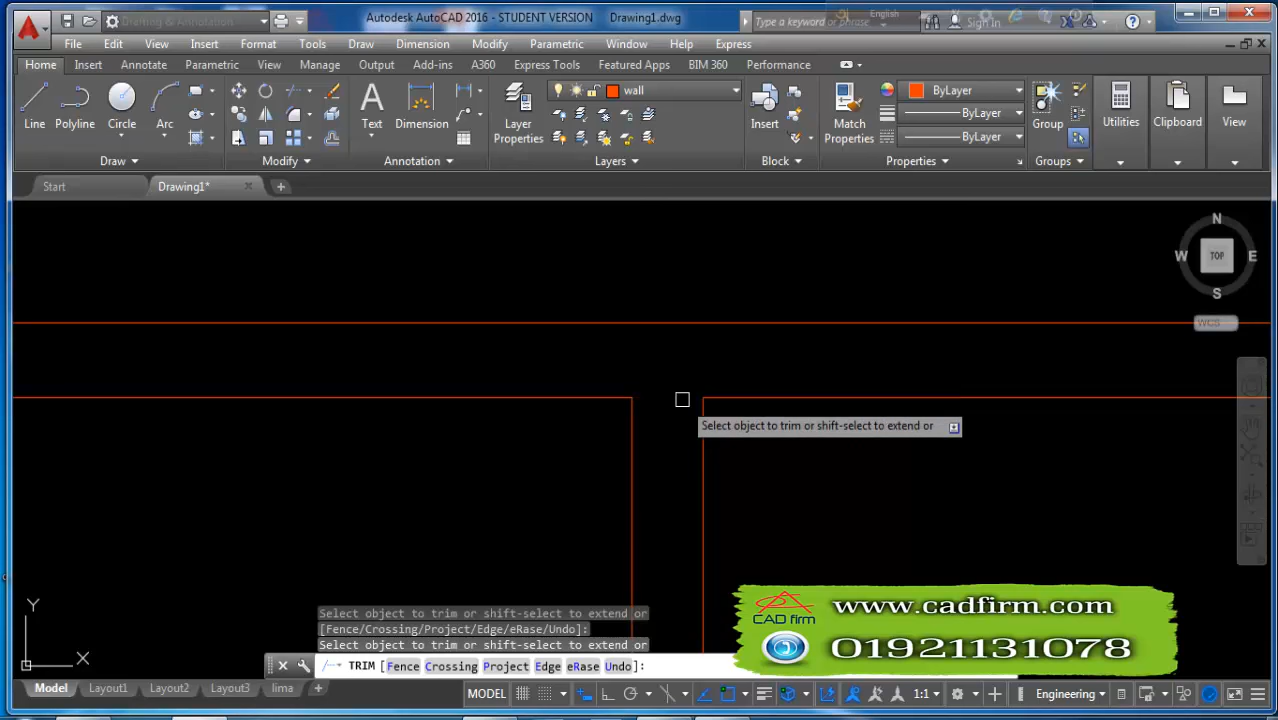 Drafting & Annotation
Autodesk AutoCAD 2016 - STUDENT VERSION Drawing1.dwg
Type a keyword or phrase
English
Sign In
File Edit View Insert Format Tools Draw Dimension Modify Parametric Window Help Express
Home Insert Annotate Parametric View Manage Output Add-ins A360 Express Tools Featured Apps BIM 360 Performance
wall
ByLayer
ByLayer
ByLayer
Line Polyline Circle Arc Text Dimension Layer Properties Insert Match Properties Group Utilities Clipboard View
Draw Modify Annotation Layers Block Properties Groups
Start Drawing1*
N
W TOP E
S
WCS
Select object to trim or shift-select to extend or
Y
X
Select object to trim or shift-select to extend or
[Fence/Crossing/Project/Edge/eRase/Undo]:
Select object to trim or shift-select to extend or
TRIM [Fence Crossing Project Edge eRase Undo]:
CAD firm
www.cadfirm.com
01921131078
Model Layout1 Layout2 Layout3 lima
MODEL 1:1 Engineering